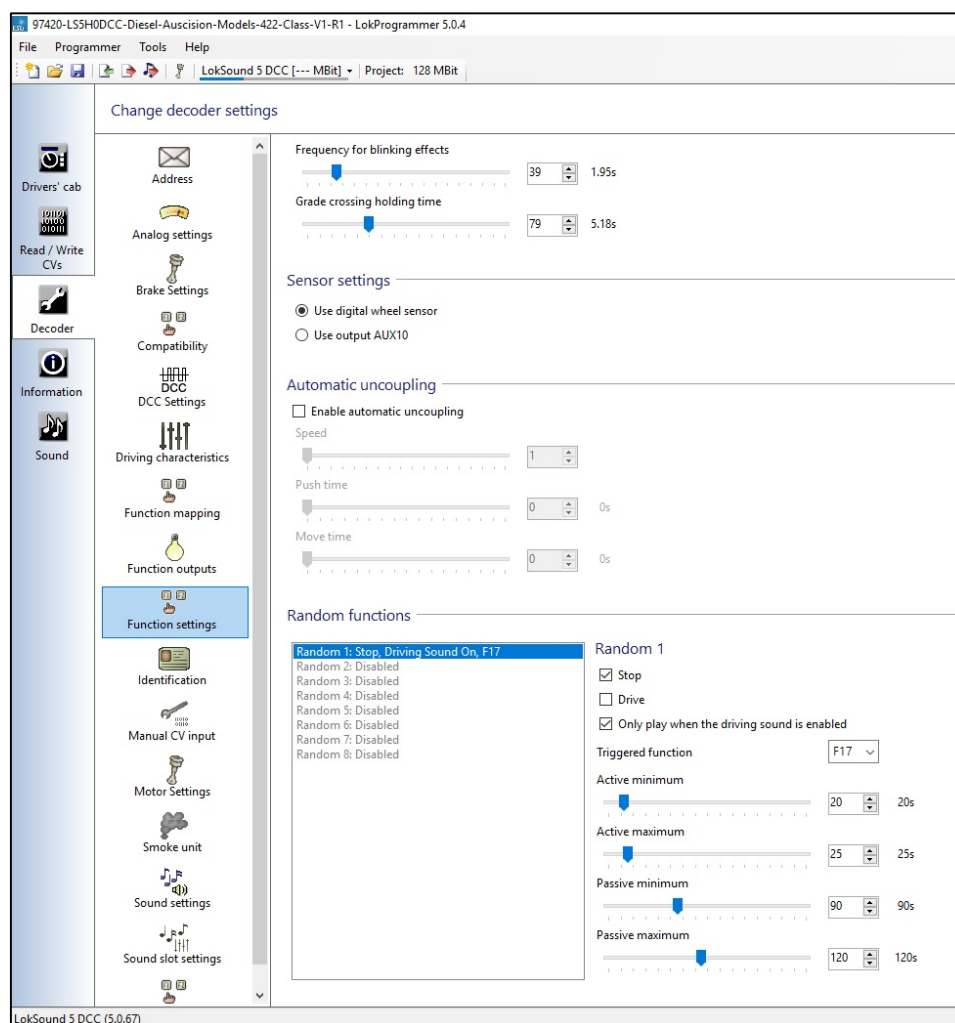 97420-LS5H0DCC-Diesel-Auscision-Models-422-Class-V1-R1 - LokProgrammer 5.0.4
File Programmer Tools Help
LokSound 5 DCC [--- MBit] Project: 128 MBit
Change decoder settings
Drivers' cab
Read / Write
CVs
Decoder
Information
Sound
Address
Analog settings
Brake Settings
Compatibility
DCC
DCC Settings
Driving characteristics
Function mapping
Function outputs
Function settings
Identification
Manual CV input
Motor Settings
Smoke unit
Sound settings
Sound slot settings
Frequency for blinking effects
39 1.95s
Grade crossing holding time
79 5.18s
Sensor settings
Use digital wheel sensor
Use output AUX10
Automatic uncoupling
Enable automatic uncoupling
Speed
1
Push time
0 0s
Move time
0 0s
Random functions
Random 1: Stop, Driving Sound On, F17
Random 2: Disabled
Random 3: Disabled
Random 4: Disabled
Random 5: Disabled
Random 6: Disabled
Random 7: Disabled
Random 8: Disabled
Random 1
Stop
Drive
Only play when the driving sound is enabled
Triggered function F17
Active minimum
20 20s
Active maximum
25 25s
Passive minimum
90 90s
Passive maximum
120 120s
LokSound 5 DCC (5.0.67)